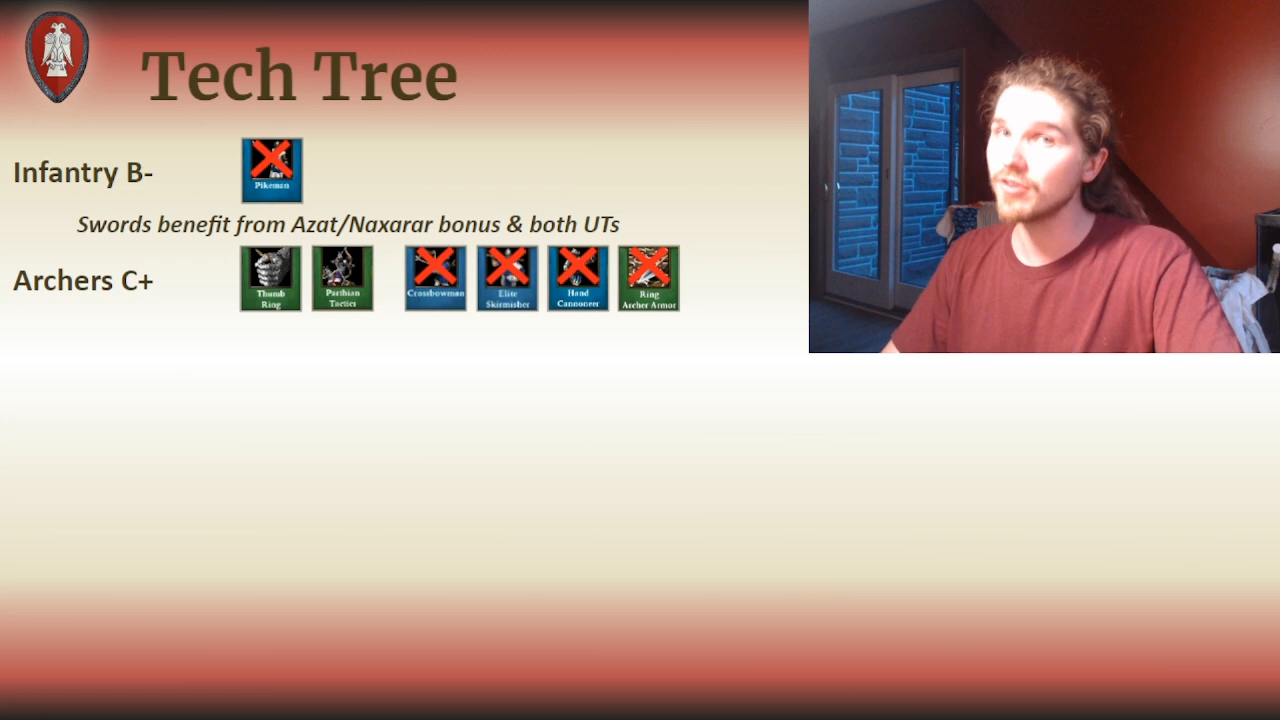 Tech Tree
Infantry B-
Pikeman
Swords benefit from Azat/Naxarar bonus & both UTs
Archers C+
Thumb Ring
Parthian Tactics
Crossbowman
Elite Skirmisher
Hand Cannoneer
Ring Archer Armor